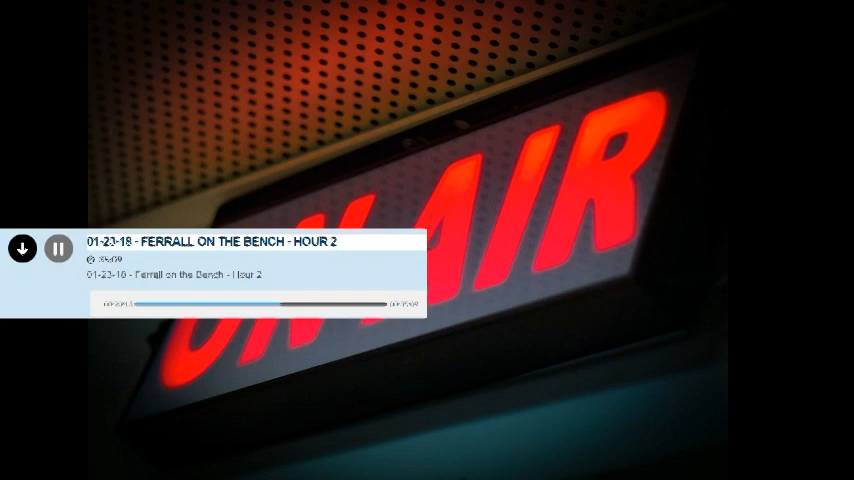 ON AIR
01-23-18 - FERRALL ON THE BENCH - HOUR 2
01-23-18 - Ferrall on the Bench - Hour 2